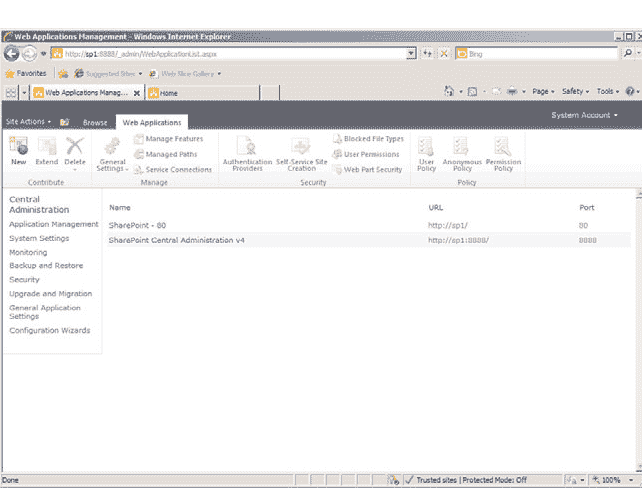 Web Applications Management - Windows Internet Explorer
http://sp1:8888/_admin/WebApplicationList.aspx
Bing
Favorites Suggested Sites Web Slice Gallery
Web Applications Manag... Home Page Safety Tools
Site Actions Browse Web Applications System Account
New Extend Delete
General Settings
Manage Features
Managed Paths
Service Connections
Authentication Providers
Self-Service Site Creation
Blocked File Types
User Permissions
Web Part Security
User Policy
Anonymous Policy
Permission Policy
Contribute Manage Security Policy
Central
Administration
Application Management
System Settings
Monitoring
Backup and Restore
Security
Upgrade and Migration
General Application
Settings
Configuration Wizards
Name URL Port
SharePoint - 80 http://sp1/ 80
SharePoint Central Administration v4 http://sp1:8888/ 8888
Done Trusted sites | Protected Mode: Off 100%